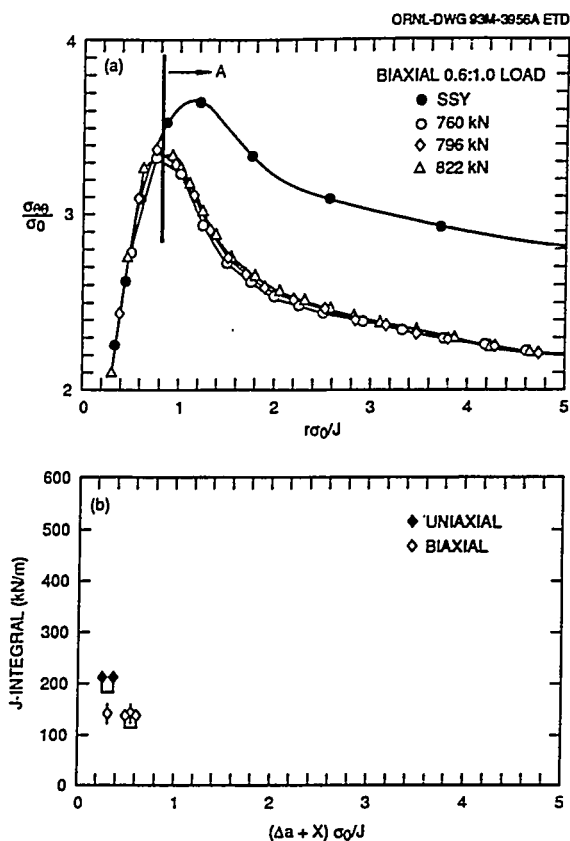 ORNL-DWG 93M-3956A ETD
4
(a)
A
BIAXIAL 0.6:1.0 LOAD
SSY
760 kN
796 kN
822 kN
σθθ
σ0
3
2
0 1 2 3 4 5
rσ0/J
600
(b)
UNIAXIAL
BIAXIAL
500
400
300
200
100
0
J-INTEGRAL (kN/m)
0 1 2 3 4 5
(Δa + X) σ0/J